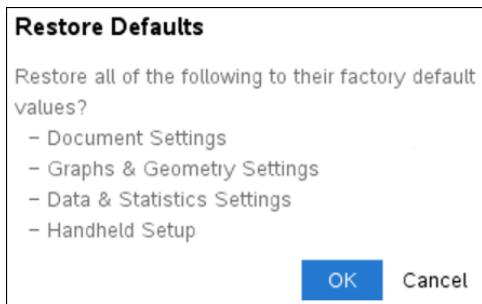 Restore Defaults
Restore all of the following to their factory default
values?
– Document Settings
– Graphs & Geometry Settings
– Data & Statistics Settings
– Handheld Setup
OK Cancel